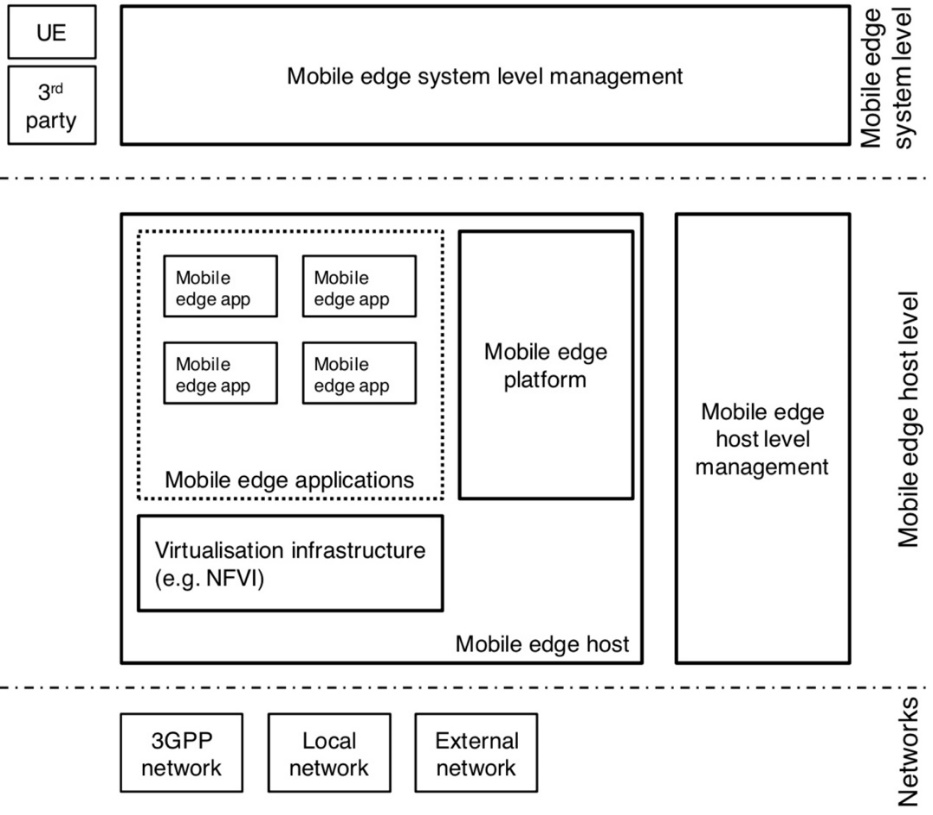 UE
3rd
party
Mobile edge system level management
Mobile edge
system level
Mobile
edge app
Mobile
edge app
Mobile
edge app
Mobile
edge app
Mobile edge applications
Mobile edge
platform
Virtualisation infrastructure
(e.g. NFVI)
Mobile edge host
Mobile edge
host level
management
Mobile edge host level
3GPP
network
Local
network
External
network
Networks